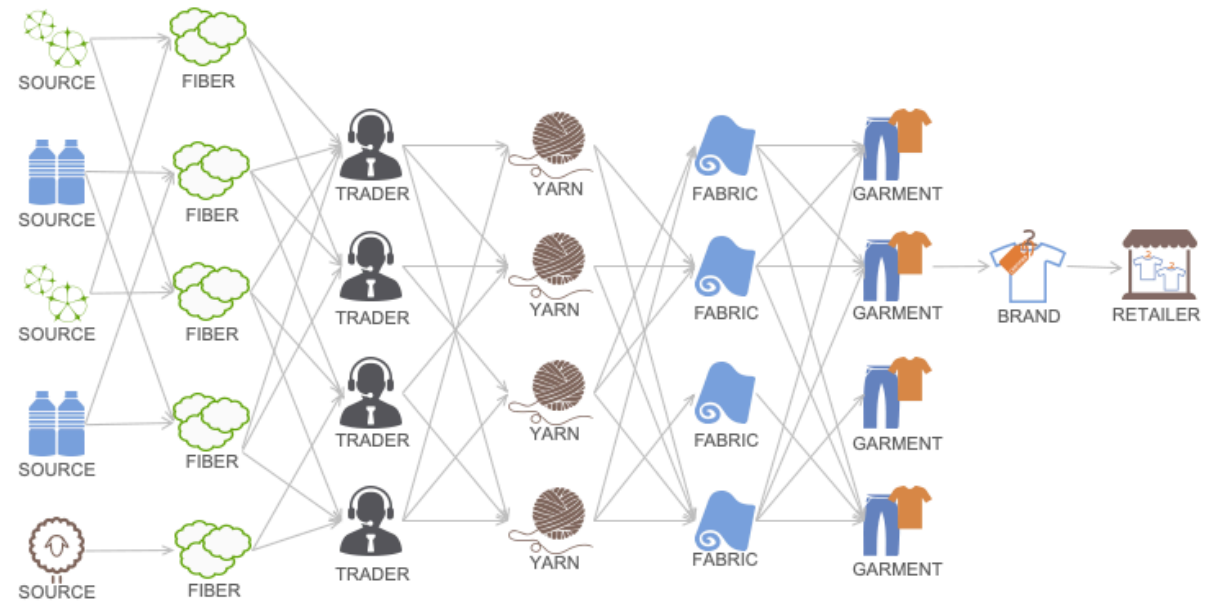 SOURCE
SOURCE
SOURCE
SOURCE
SOURCE
FIBER
FIBER
FIBER
FIBER
FIBER
TRADER
TRADER
TRADER
TRADER
YARN
YARN
YARN
YARN
FABRIC
FABRIC
FABRIC
FABRIC
GARMENT
GARMENT
GARMENT
GARMENT
BRAND
RETAILER